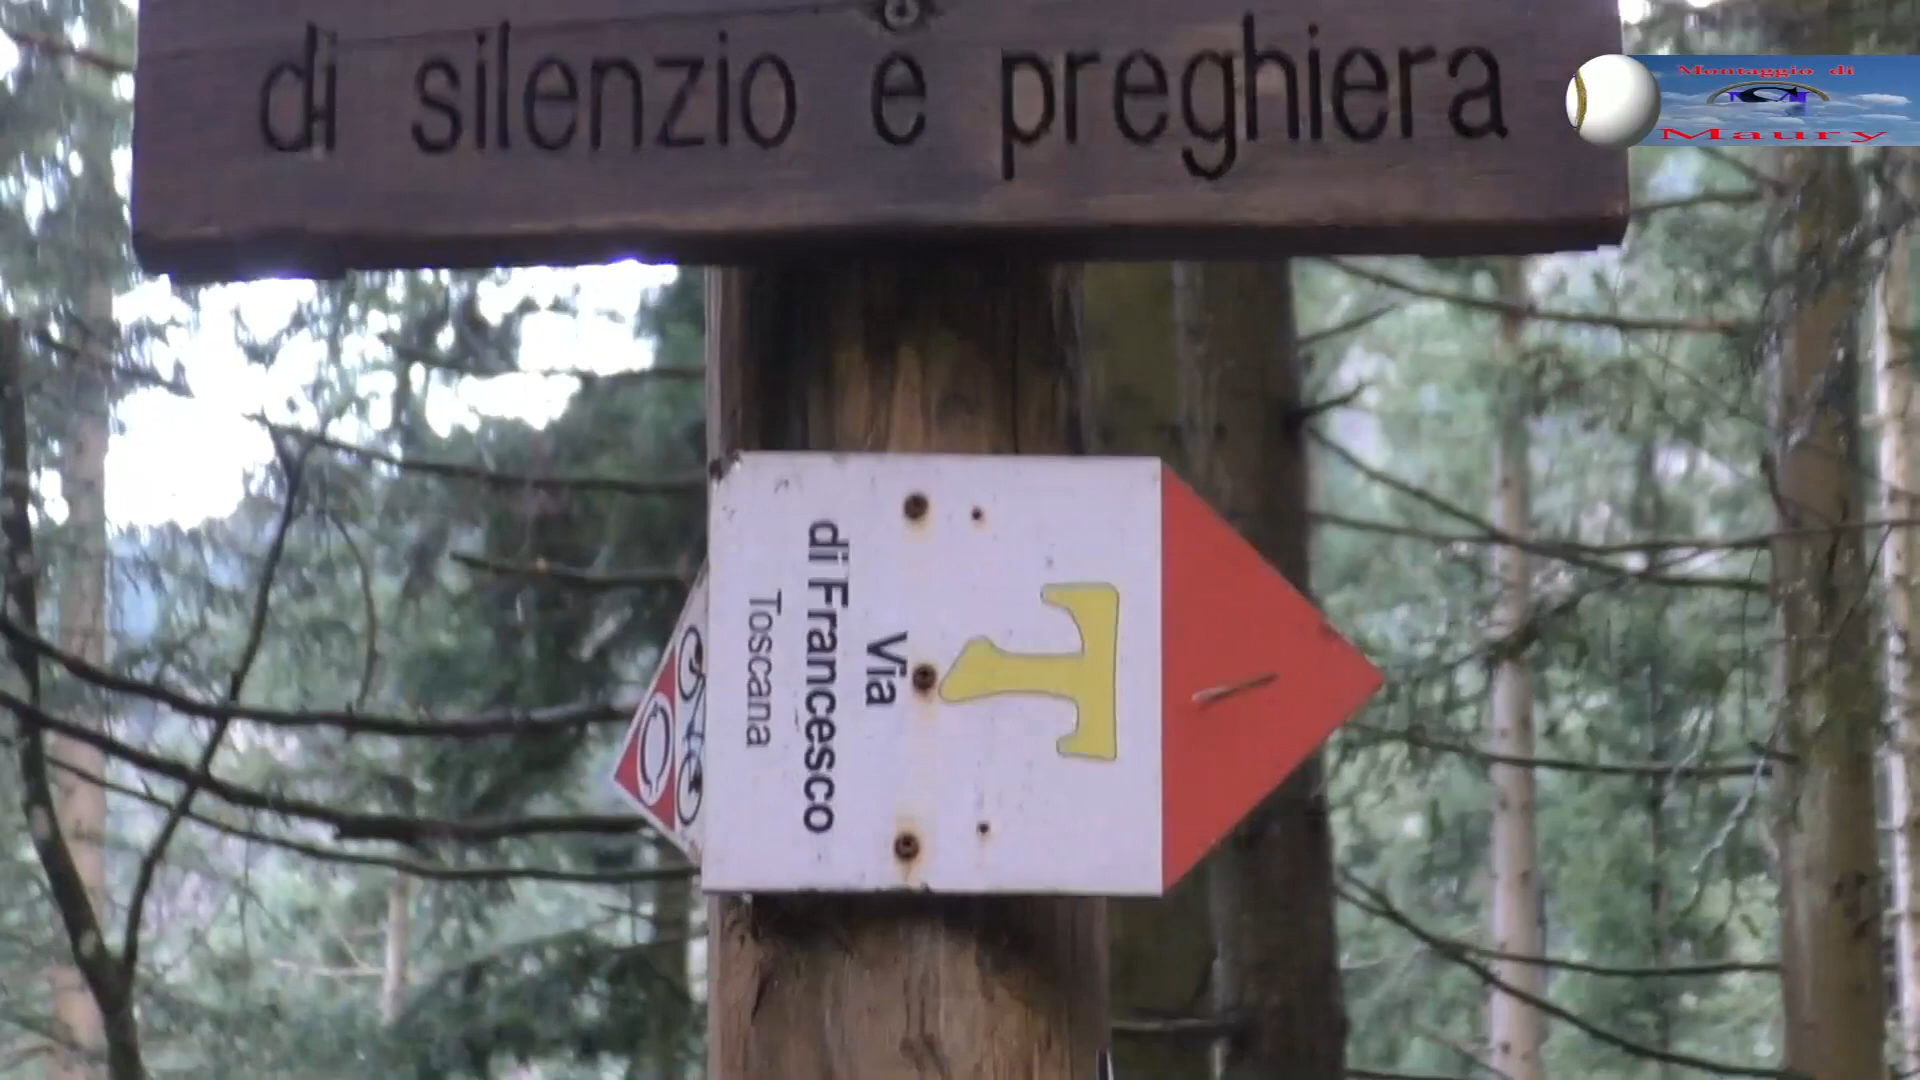 di silenzio e preghiera
Montaggio di
Maury
T
Via
di Francesco
Toscana